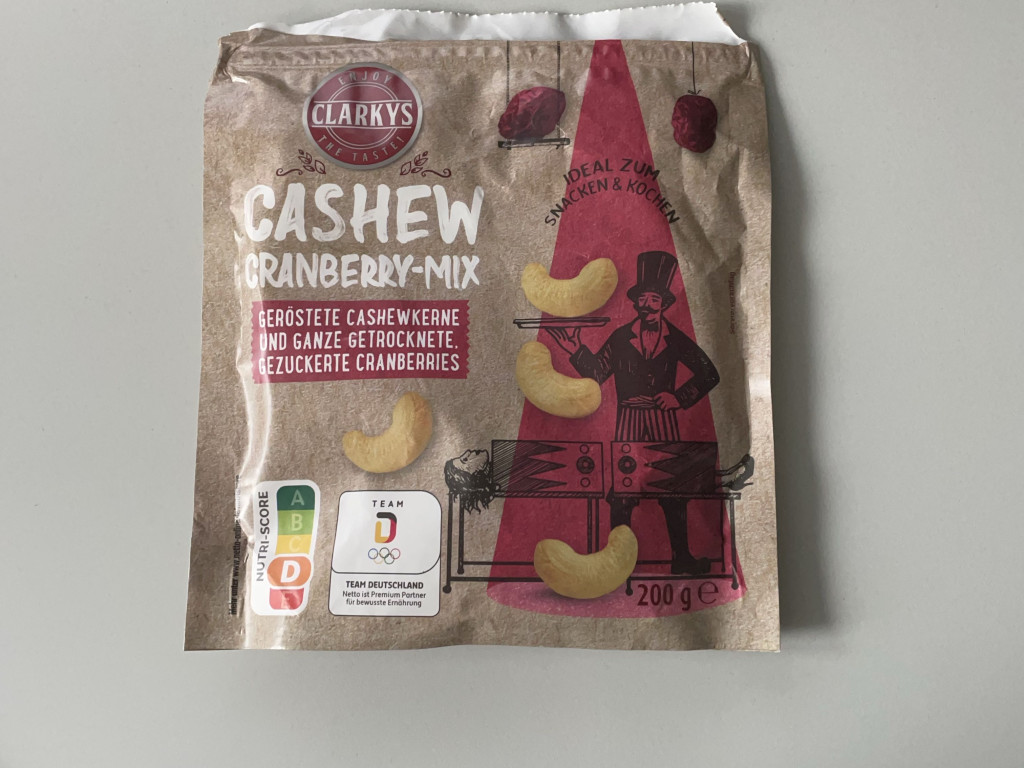 ENJOY
CLARKYS
THE TASTE!
CASHEW
CRANBERRY-MIX
GERÖSTETE CASHEWKERNE
UND GANZE GETROCKNETE,
GEZUCKERTE CRANBERRIES
IDEAL ZUM
SNACKEN & KOCHEN
NUTRI-SCORE
A
B
C
D
E
TEAM
D
TEAM DEUTSCHLAND
Netto ist Premium Partner
für bewusste Ernährung
200 g e